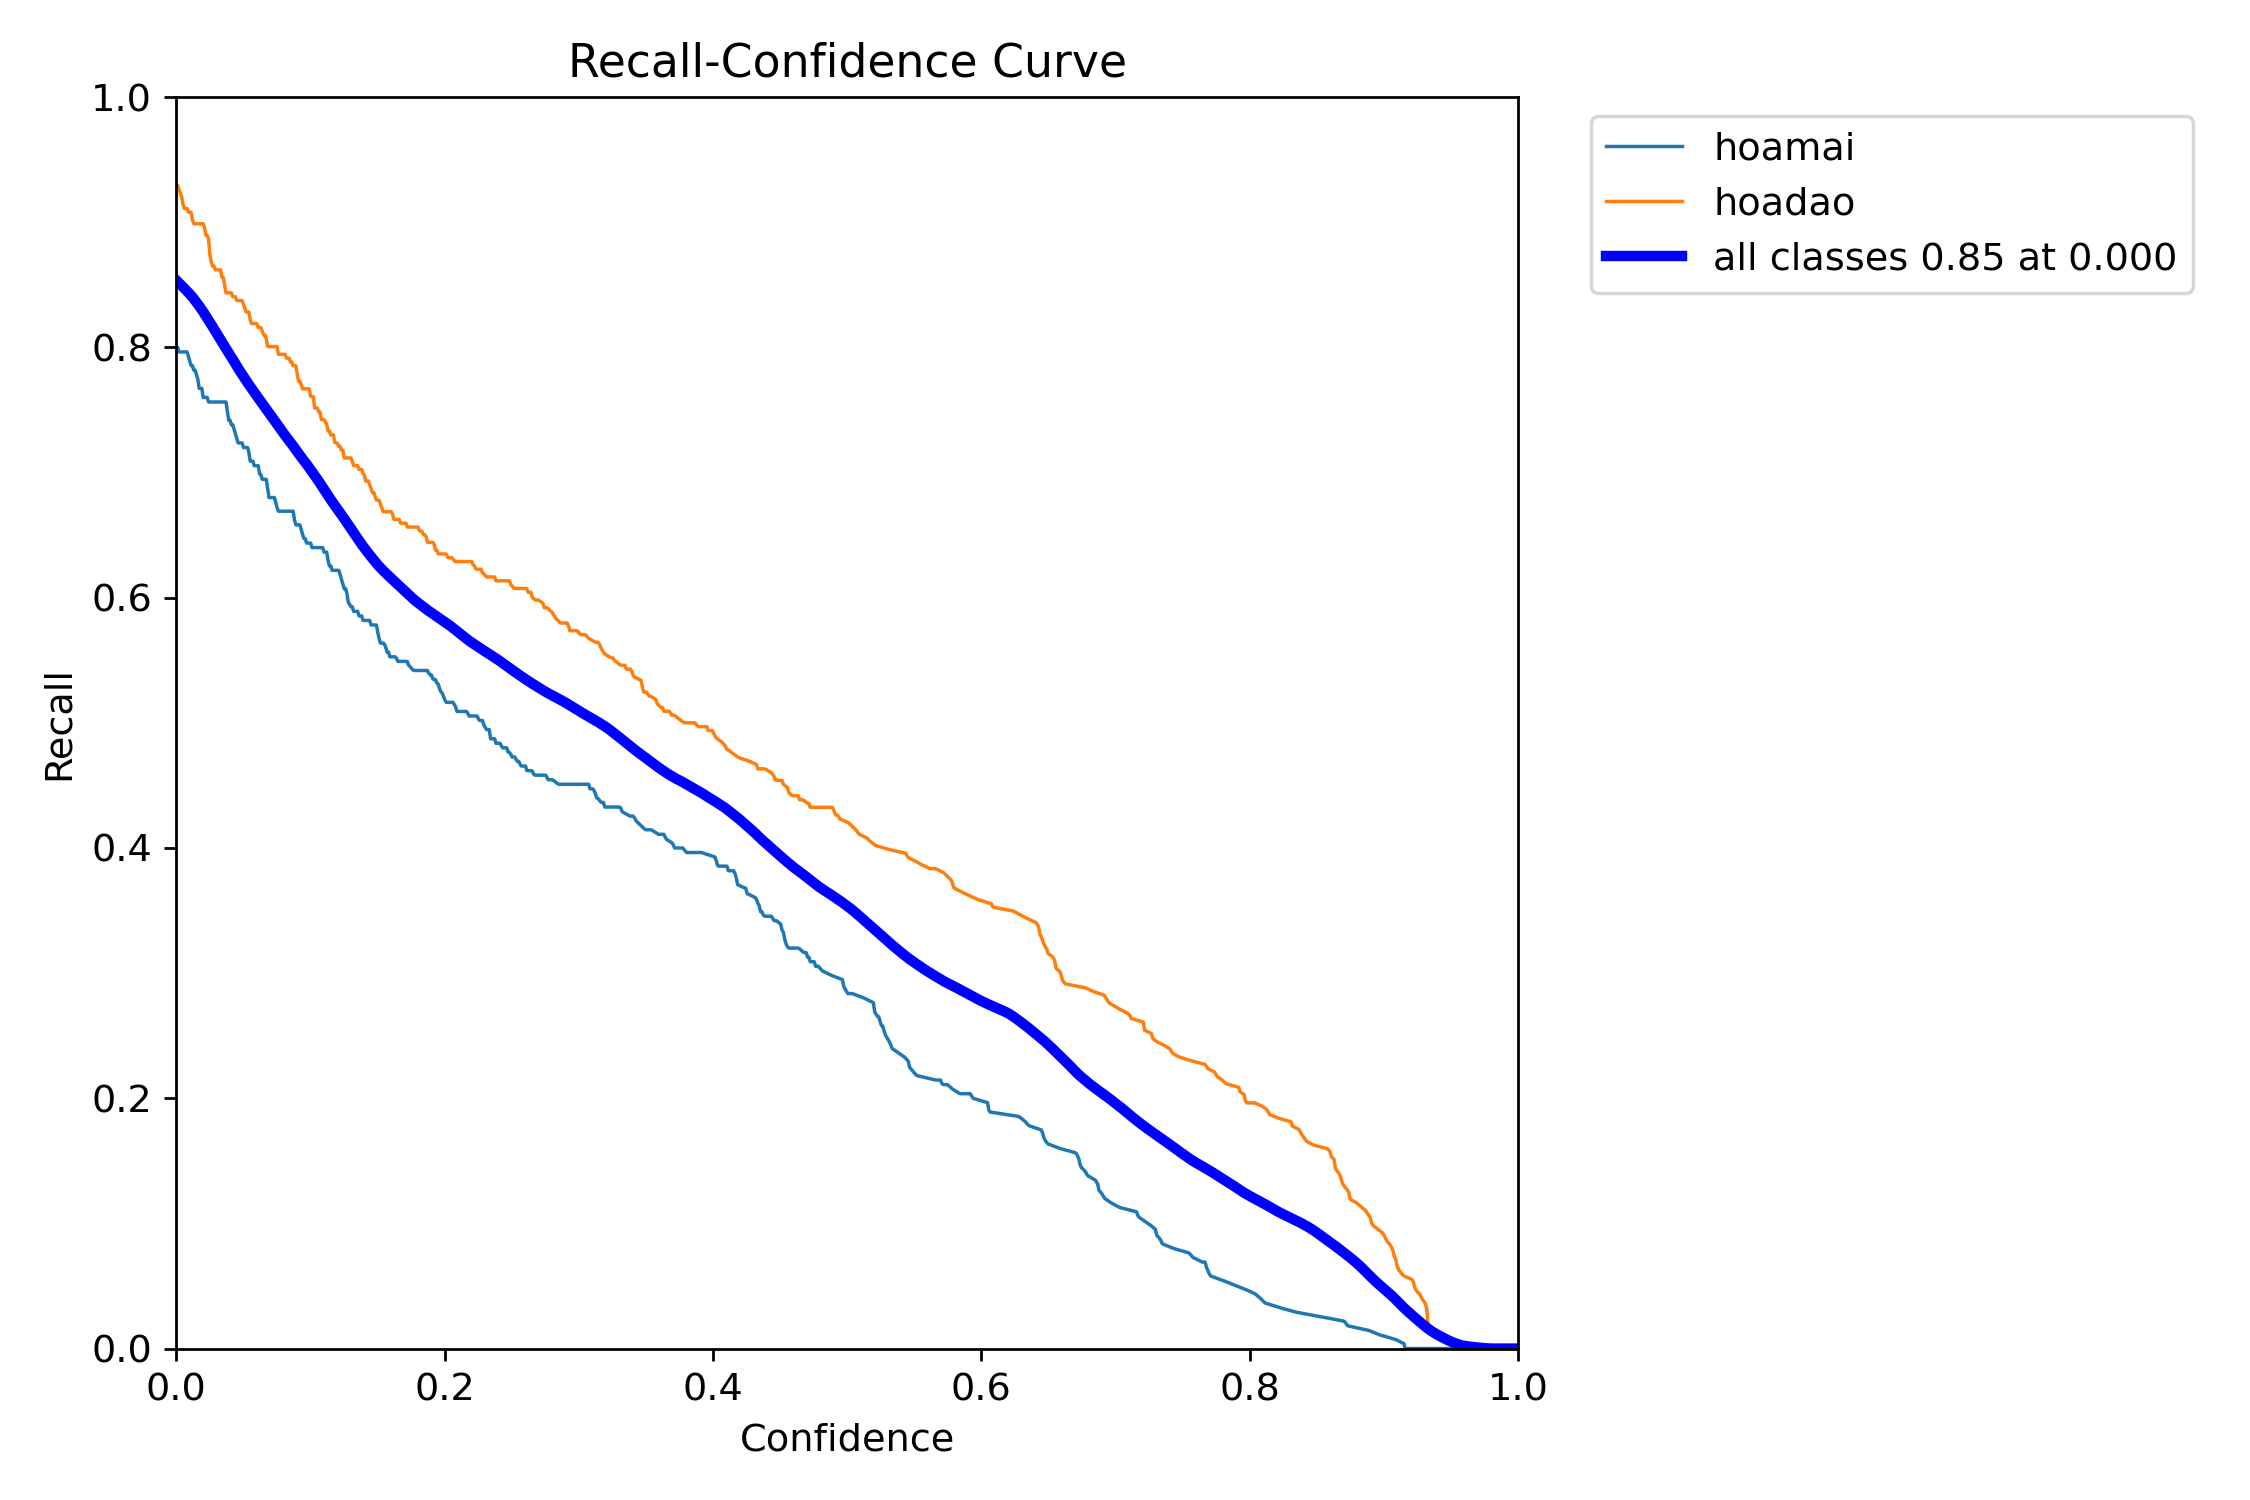 Recall-Confidence Curve
1.0
0.8
0.6
0.4
0.2
0.0
Recall
0.0 0.2 0.4 0.6 0.8 1.0
Confidence
hoamai
hoadao
all classes 0.85 at 0.000